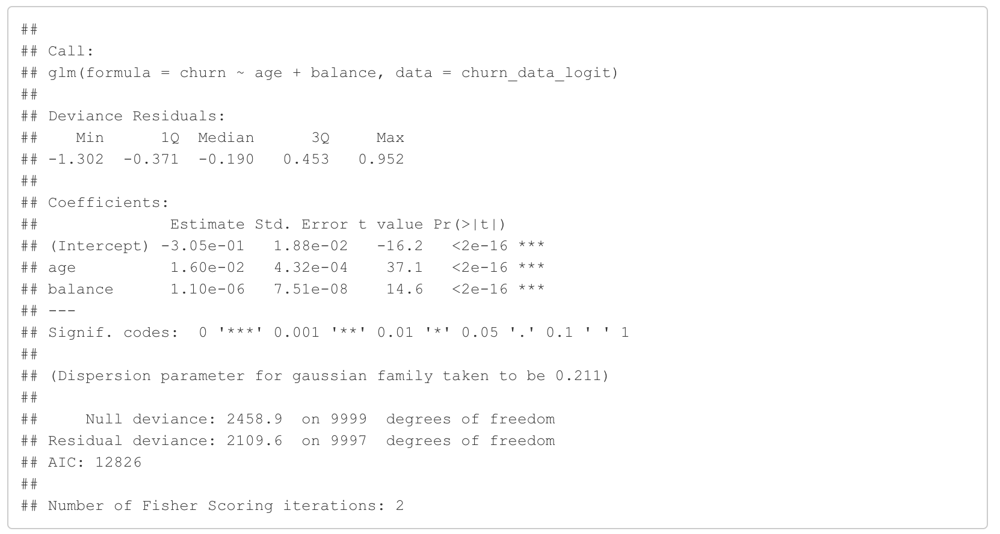 ##
## Call:
## glm(formula = churn ~ age + balance, data = churn_data_logit)
##
## Deviance Residuals:
##    Min      1Q  Median      3Q     Max
## -1.302  -0.371  -0.190   0.453   0.952
##
## Coefficients:
##              Estimate Std. Error t value Pr(>|t|)
## (Intercept) -3.05e-01   1.88e-02   -16.2   <2e-16 ***
## age          1.60e-02   4.32e-04    37.1   <2e-16 ***
## balance      1.10e-06   7.51e-08    14.6   <2e-16 ***
## ---
## Signif. codes:  0 '***' 0.001 '**' 0.01 '*' 0.05 '.' 0.1 ' ' 1
##
## (Dispersion parameter for gaussian family taken to be 0.211)
##
##     Null deviance: 2458.9  on 9999  degrees of freedom
## Residual deviance: 2109.6  on 9997  degrees of freedom
## AIC: 12826
##
## Number of Fisher Scoring iterations: 2